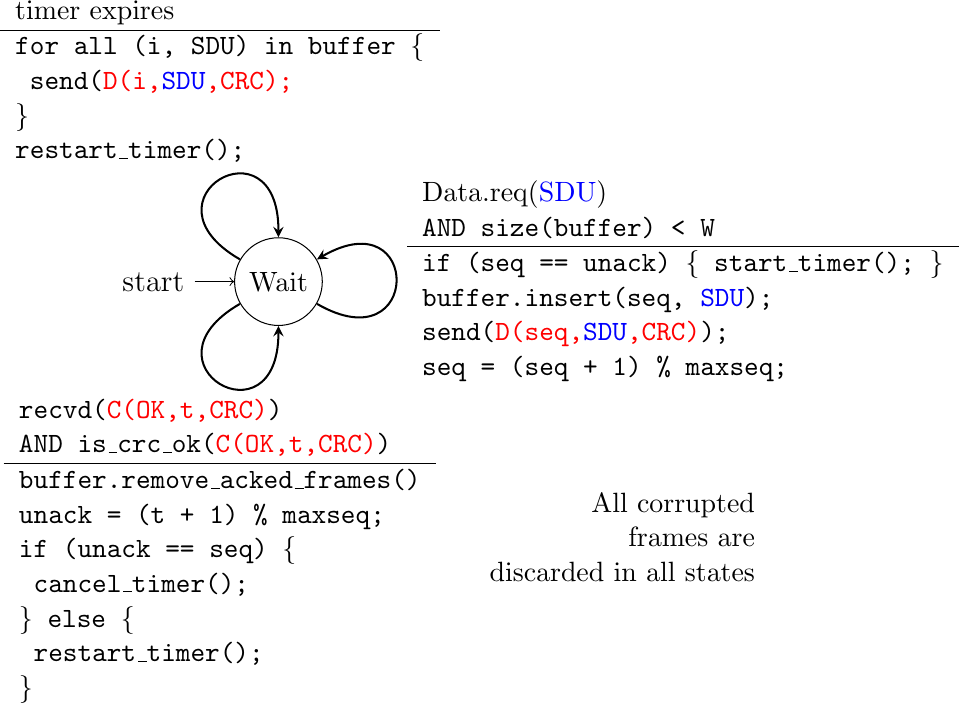 timer expires
for all (i, SDU) in buffer {
send(D(i,SDU,CRC);
}
restart_timer();
Data.req(SDU)
AND size(buffer) < W
if (seq == unack) { start_timer(); }
buffer.insert(seq, SDU);
send(D(seq,SDU,CRC));
seq = (seq + 1) % maxseq;
start
Wait
recvd(C(OK,t,CRC))
AND is_crc_ok(C(OK,t,CRC))
buffer.remove_acked_frames()
unack = (t + 1) % maxseq;
if (unack == seq) {
cancel_timer();
} else {
restart_timer();
}
All corrupted
frames are
discarded in all states